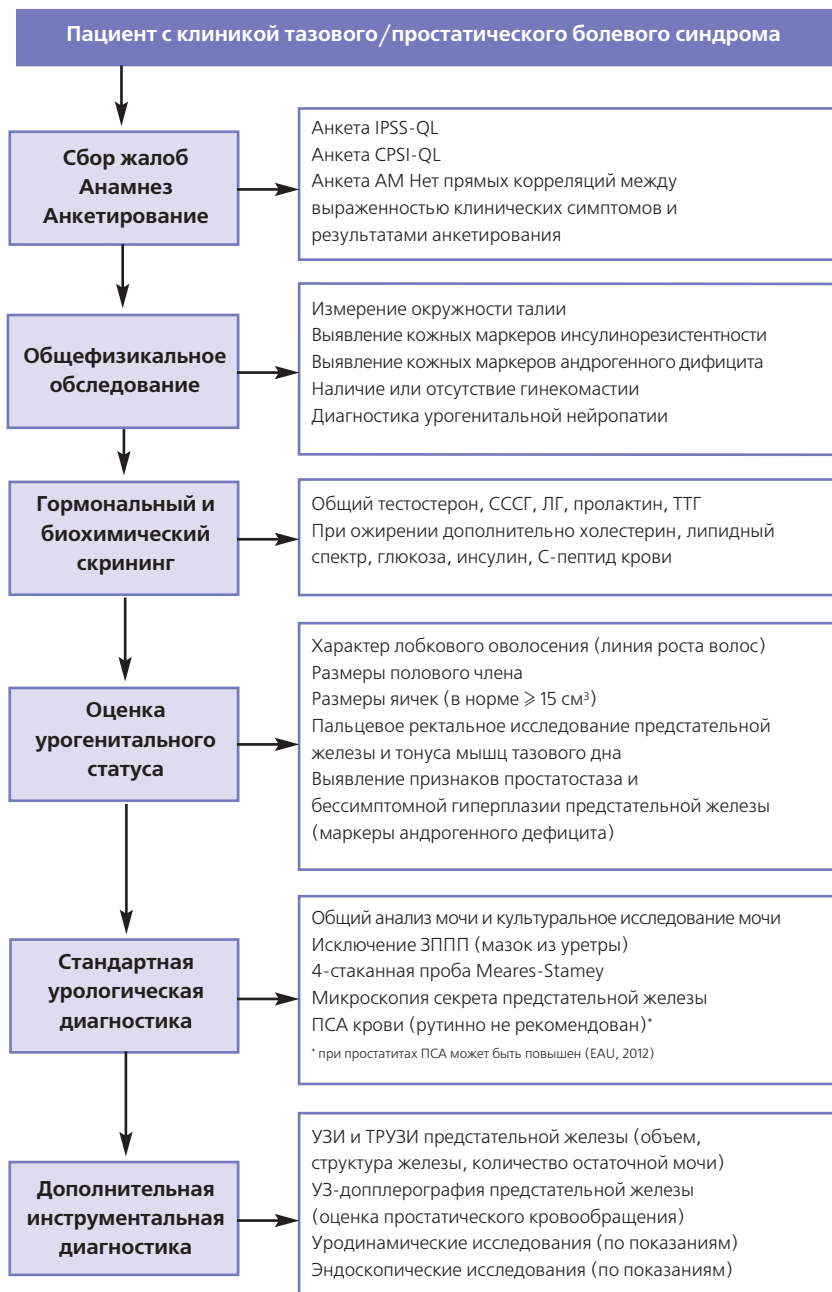 Пациент с клиникой тазового/простатического болевого синдрома
Сбор жалоб
Анамнез
Анкетирование
Анкета IPSS-QL
Анкета CPSI-QL
Анкета AM Нет прямых корреляций между
выраженностью клинических симптомов и
результатами анкетирования
Общефизикальное
обследование
Измерение окружности талии
Выявление кожных маркеров инсулинорезистентности
Выявление кожных маркеров андрогенного дифицита
Наличие или отсутствие гинекомастии
Диагностика урогенитальной нейропатии
Гормональный и
биохимический
скрининг
Общий тестостерон, СССГ, ЛГ, пролактин, ТТГ
При ожирении дополнительно холестерин, липидный
спектр, глюкоза, инсулин, С-пептид крови
Оценка
урогенитального
статуса
Характер лобкового оволосения (линия роста волос)
Размеры полового члена
Размеры яичек (в норме ⩾ 15 см³)
Пальцевое ректальное исследование предстательной
железы и тонуса мышц тазового дна
Выявление признаков простатостаза и
бессимптомной гиперплазии предстательной железы
(маркеры андрогенного дефицита)
Стандартная
урологическая
диагностика
Общий анализ мочи и культуральное исследование мочи
Исключение ЗППП (мазок из уретры)
4-стаканная проба Meares-Stamey
Микроскопия секрета предстательной железы
ПСА крови (рутинно не рекомендован)*
* при простатитах ПСА может быть повышен (EAU, 2012)
Дополнительная
инструментальная
диагностика
УЗИ и ТРУЗИ предстательной железы (объем,
структура железы, количество остаточной мочи)
УЗ-допплерография предстательной железы
(оценка простатического кровообращения)
Уродинамические исследования (по показаниям)
Эндоскопические исследования (по показаниям)